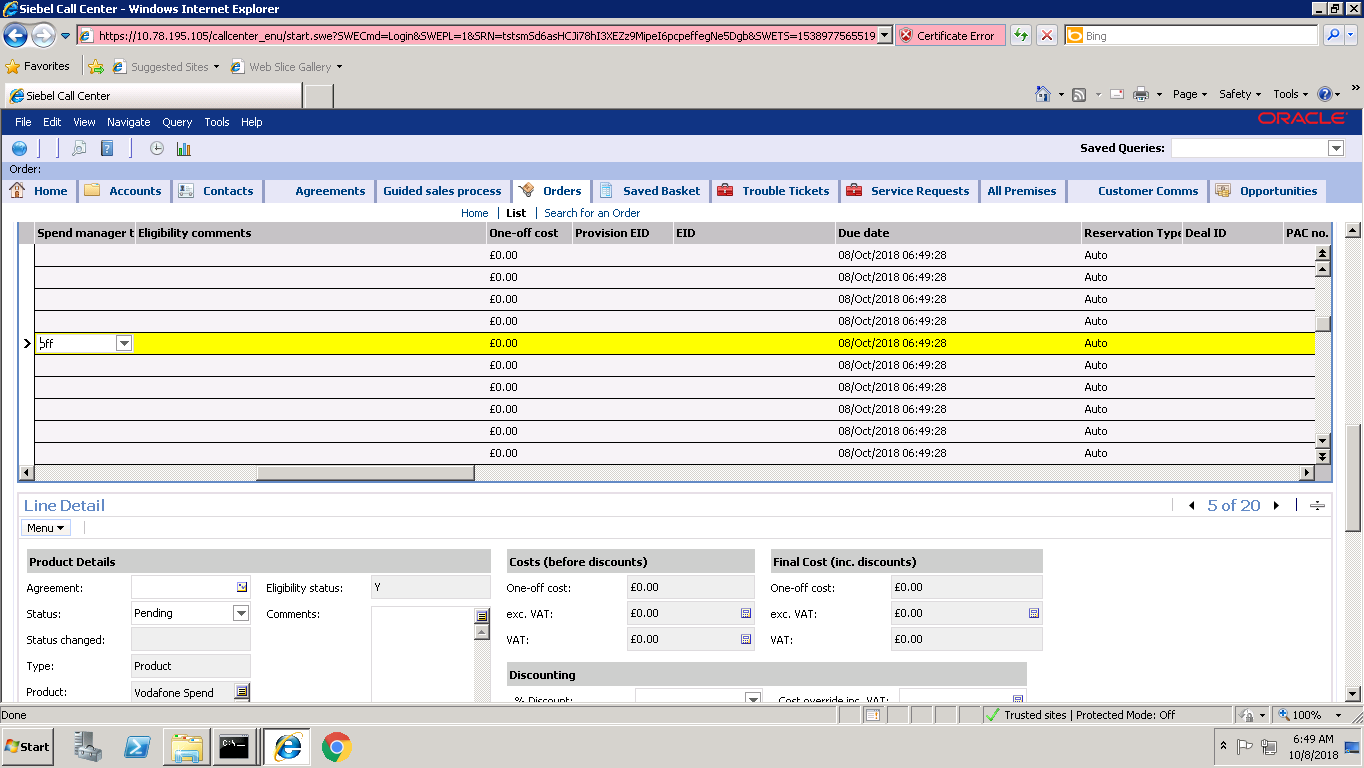 Siebel Call Center - Windows Internet Explorer
https://10.78.195.105/callcenter_enu/start.swe?SWECmd=Login&SWEPL=1&SRN=tstsmSd6asHCJi78hI3XEZz9MipeI6pcpeffegNe5Dgb&SWETS=1538977565519
Certificate Error
Bing
Favorites
Suggested Sites
Web Slice Gallery
Siebel Call Center
Page
Safety
Tools
File Edit View Navigate Query Tools Help
ORACLE
Saved Queries:
Order:
Home Accounts Contacts Agreements Guided sales process Orders Saved Basket Trouble Tickets Service Requests All Premises Customer Comms Opportunities
Home | List | Search for an Order
Spend manager t Eligibility comments One-off cost Provision EID EID Due date Reservation Type Deal ID PAC no.
£0.00 08/Oct/2018 06:49:28 Auto
£0.00 08/Oct/2018 06:49:28 Auto
£0.00 08/Oct/2018 06:49:28 Auto
£0.00 08/Oct/2018 06:49:28 Auto
off £0.00 08/Oct/2018 06:49:28 Auto
£0.00 08/Oct/2018 06:49:28 Auto
£0.00 08/Oct/2018 06:49:28 Auto
£0.00 08/Oct/2018 06:49:28 Auto
£0.00 08/Oct/2018 06:49:28 Auto
£0.00 08/Oct/2018 06:49:28 Auto
Line Detail
5 of 20
Menu
Product Details
Costs (before discounts)
Final Cost (inc. discounts)
Agreement: Eligibility status: Y One-off cost: £0.00 One-off cost: £0.00
Status: Pending Comments: exc. VAT: £0.00 exc. VAT: £0.00
Status changed: VAT: £0.00 VAT: £0.00
Type: Product
Discounting
Product: Vodafone Spend % Discount: Cost override inc. VAT:
Done
Trusted sites | Protected Mode: Off
100%
Start
6:49 AM
10/8/2018